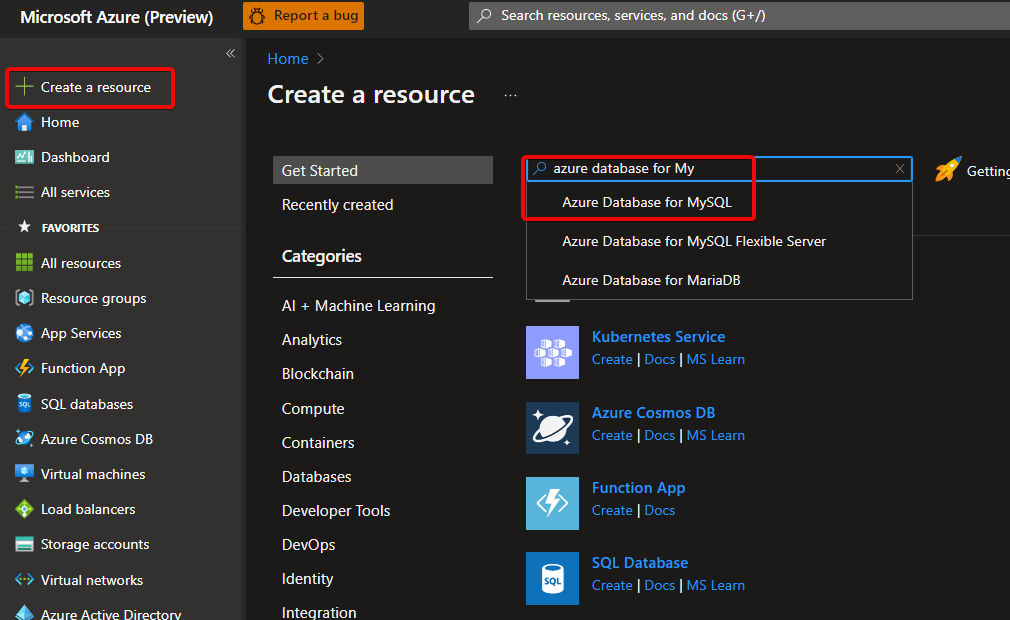 Microsoft Azure (Preview)
Report a bug
Search resources, services, and docs (G+/)
«
Create a resource
Home
Dashboard
All services
FAVORITES
All resources
Resource groups
App Services
Function App
SQL databases
Azure Cosmos DB
Virtual machines
Load balancers
Storage accounts
Virtual networks
Azure Active Directory
Home >
Create a resource ...
Get Started
Recently created
Categories
AI + Machine Learning
Analytics
Blockchain
Compute
Containers
Databases
Developer Tools
DevOps
Identity
Integration
azure database for My
Azure Database for MySQL
Azure Database for MySQL Flexible Server
Azure Database for MariaDB
Getting
Kubernetes Service
Create | Docs | MS Learn
Azure Cosmos DB
Create | Docs | MS Learn
Function App
Create | Docs
SQL
SQL Database
Create | Docs | MS Learn